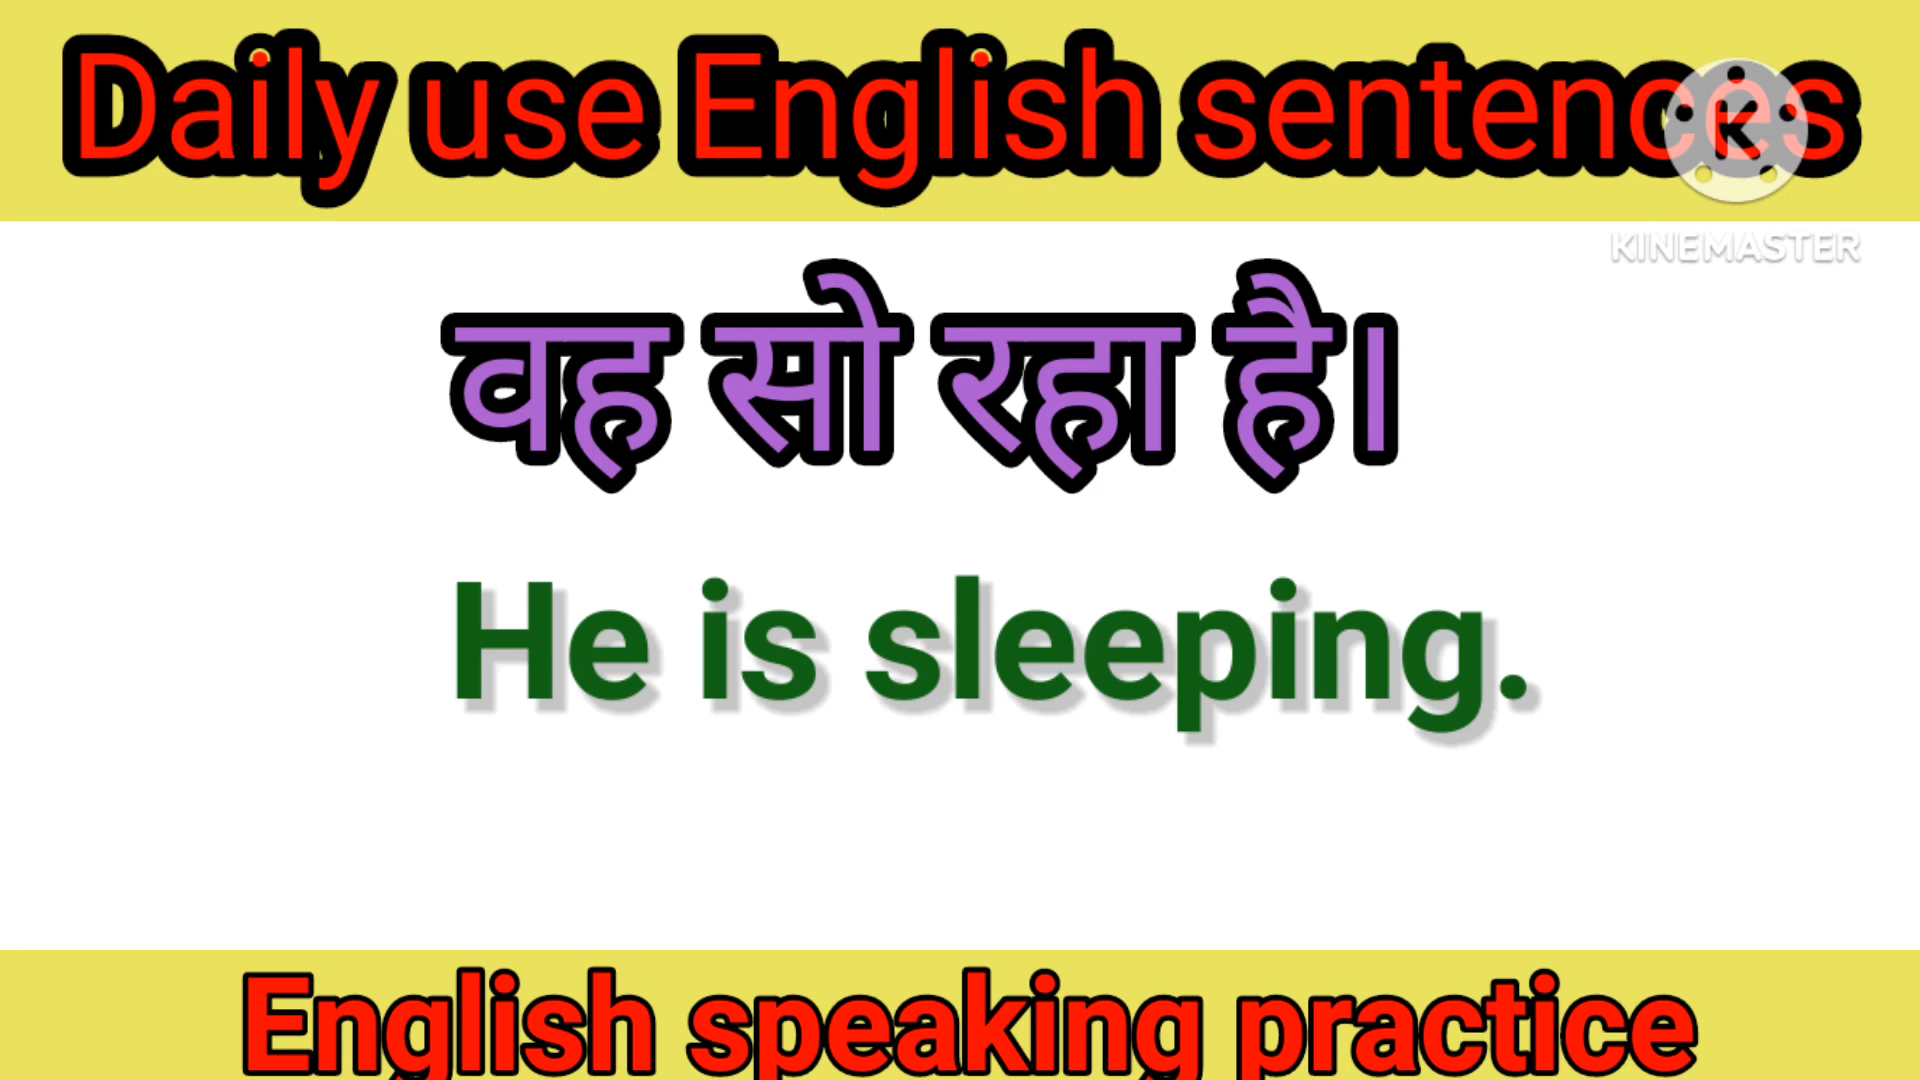 Daily use English sentences
KINEMASTER
वह सो रहा है।
He is sleeping.
English speaking practice